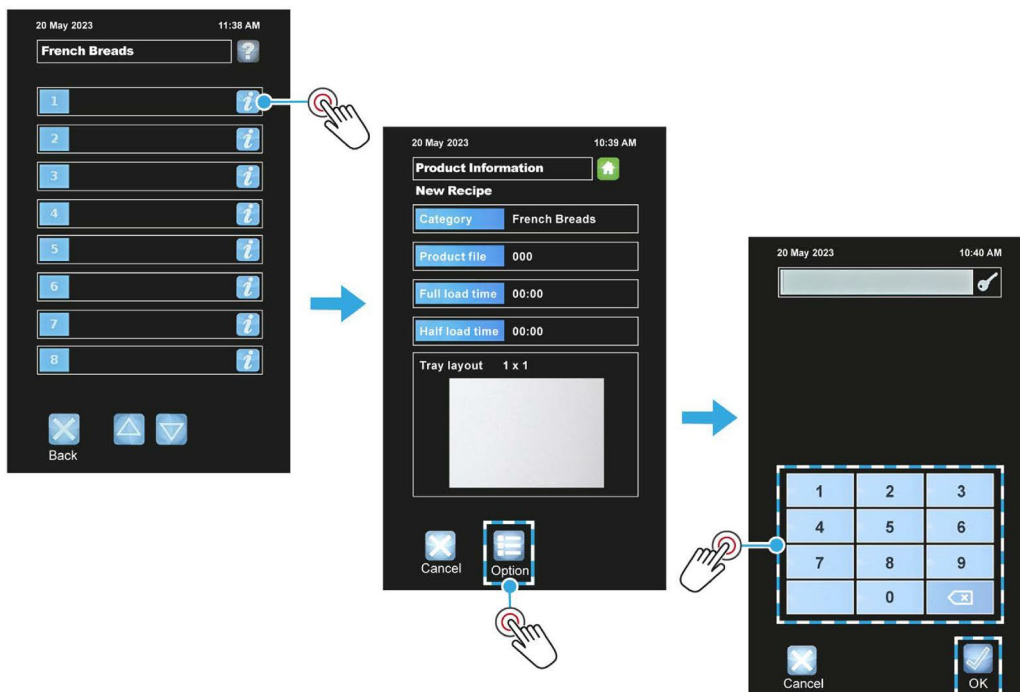 20 May 2023 11:38 AM
French Breads ?
1 i
2 i
3 i
4 i
5 i
6 i
7 i
8 i
Back
20 May 2023 10:39 AM
Product Information
New Recipe
Category French Breads
Product file 000
Full load time 00:00
Half load time 00:00
Tray layout 1 x 1
Cancel Option
20 May 2023 10:40 AM
1 2 3
4 5 6
7 8 9
0
Cancel OK